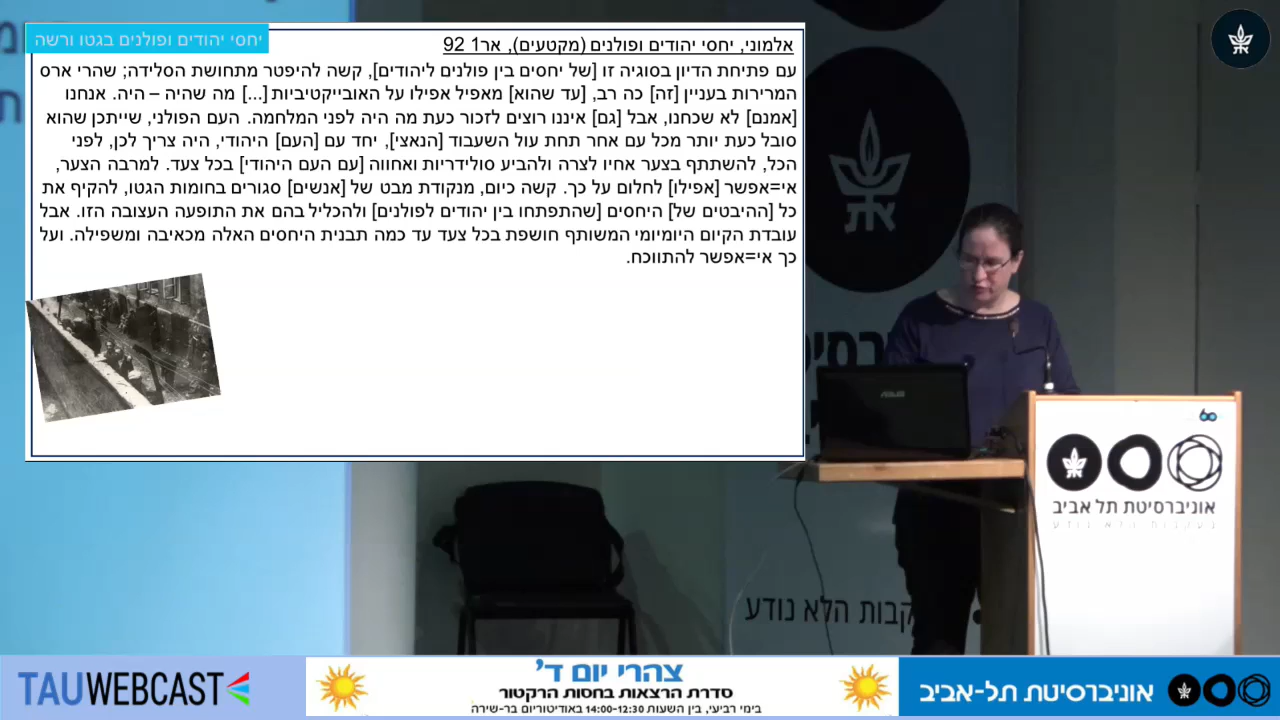 יחסי יהודים ופולנים בגטו ורשה
אלמוני, יחסי יהודים ופולנים (מקטעים), אר1 92
עם פתיחת הדיון בסוגיה זו [של יחסים בין פולנים ליהודים], קשה להיפטר מתחושת הסלידה; שהרי ארס
המרירות בעניין [זה] כה רב, [עד שהוא] מאפיל אפילו על האובייקטיביות [...] מה שהיה – היה. אנחנו
[אמנם] לא שכחנו, אבל [גם] איננו רוצים לזכור כעת מה היה לפני המלחמה. העם הפולני, שייתכן שהוא
סובל כעת יותר מכל עם אחר תחת עול השעבוד [הנאצי], יחד עם [העם] היהודי, היה צריך לכן, לפני
הכל, להשתתף בצער אחיו לצרה ולהביע סולידריות ואחווה [עם העם היהודי] בכל צעד. למרבה הצער,
אי=אפשר [אפילו] לחלום על כך. קשה כיום, מנקודת מבט של [אנשים] סגורים בחומות הגטו, להקיף את
כל [ההיבטים של] היחסים [שהתפתחו בין יהודים לפולנים] ולהכליל בהם את התופעה העצובה הזו. אבל
עובדת הקיום היומיומי המשותף חושפת בכל צעד עד כמה תבנית היחסים האלה מכאיבה ומשפילה. ועל
כך אי=אפשר להתווכח.
את
ASUS
60
אוניברסיטת תל אביב
בעקבות הלא נודע
קבות הלא נודע
TAUWEBCAST
צהרי יום ד'
סדרת הרצאות בחסות הרקטור
בימי רביעי, בין השעות 14:00-12:30 באודיטוריום בר-שירה
אוניברסיטת תל-אביב